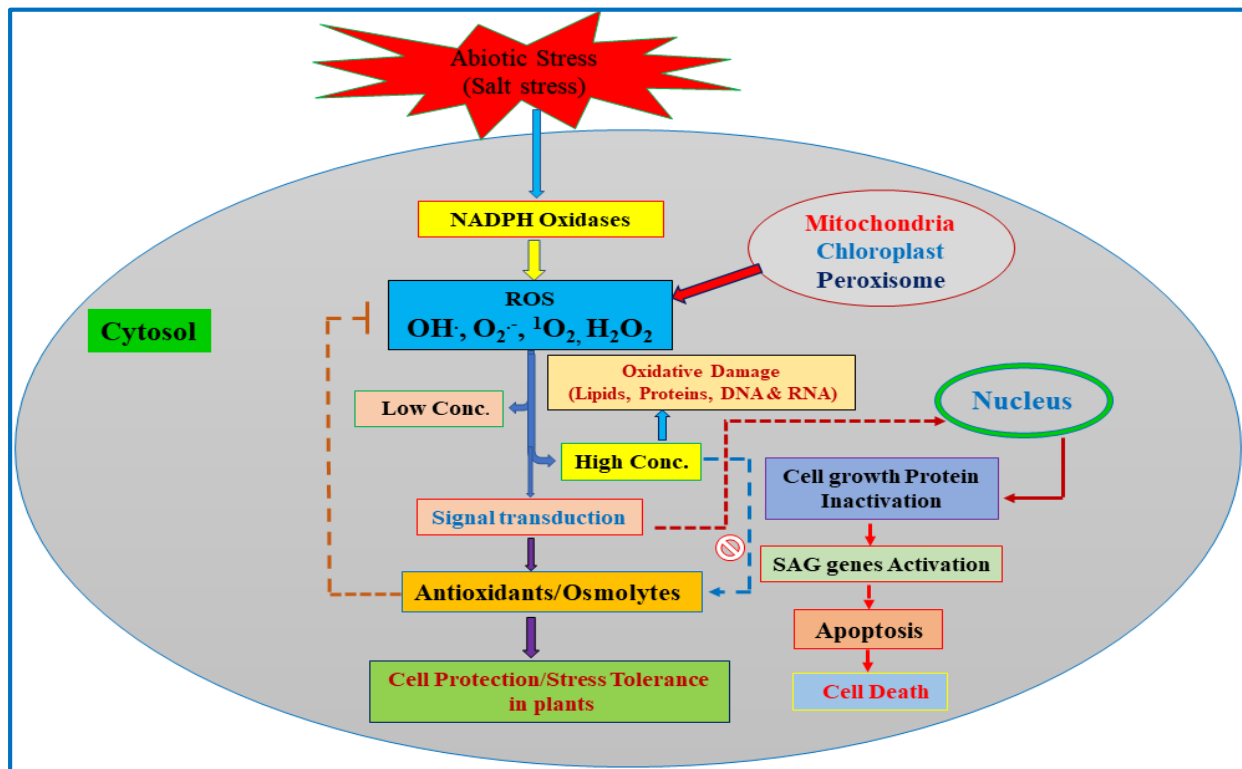 Abiotic Stress
(Salt stress)
NADPH Oxidases
Mitochondria
Chloroplast
Peroxisome
ROS
OH·, O₂·⁻, ¹O₂, H₂O₂
Cytosol
Oxidative Damage
(Lipids, Proteins, DNA & RNA)
Low Conc.
Nucleus
High Conc.
Cell growth Protein
Inactivation
Signal transduction
SAG genes Activation
Antioxidants/Osmolytes
Apoptosis
Cell Protection/Stress Tolerance
in plants
Cell Death